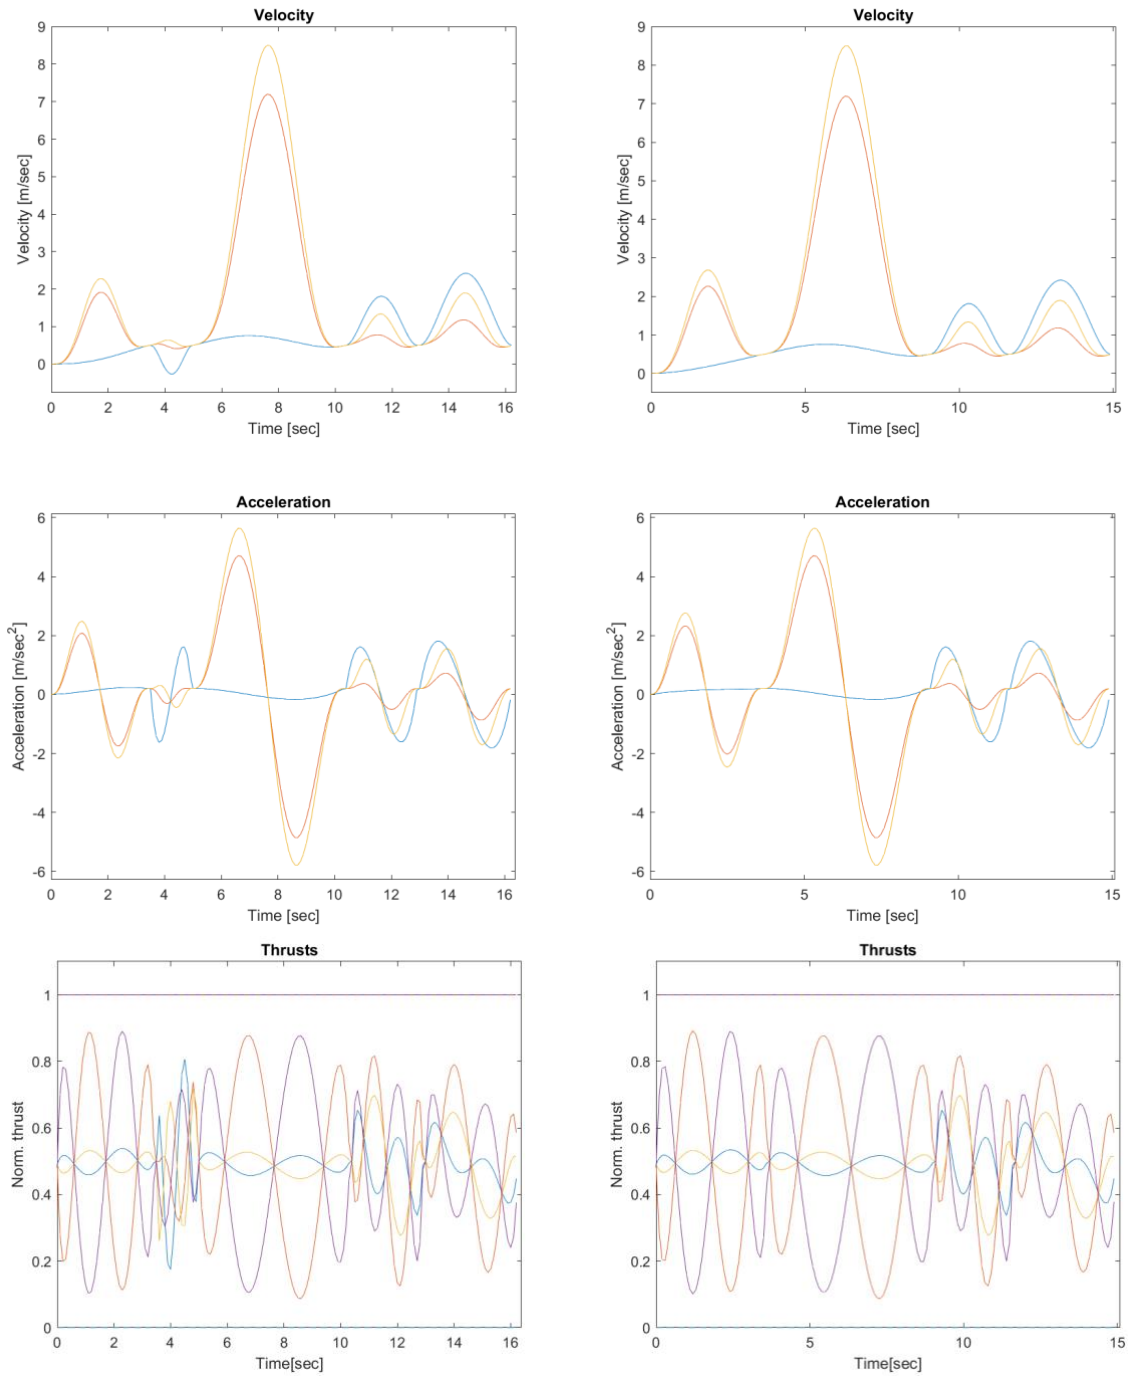 Velocity
Velocity [m/sec]
9
8
7
6
5
4
3
2
1
0
0 2 4 6 8 10 12 14 16
Time [sec]
Velocity
Velocity [m/sec]
9
8
7
6
5
4
3
2
1
0
0 5 10 15
Time [sec]
Acceleration
Acceleration [m/sec²]
6
4
2
0
-2
-4
-6
0 2 4 6 8 10 12 14 16
Time [sec]
Acceleration
Acceleration [m/sec²]
6
4
2
0
-2
-4
-6
0 5 10 15
Time [sec]
Thrusts
Norm. thrust
1
0.8
0.6
0.4
0.2
0
0 2 4 6 8 10 12 14 16
Time[sec]
Thrusts
Norm. thrust
1
0.8
0.6
0.4
0.2
0
0 5 10 15
Time[sec]